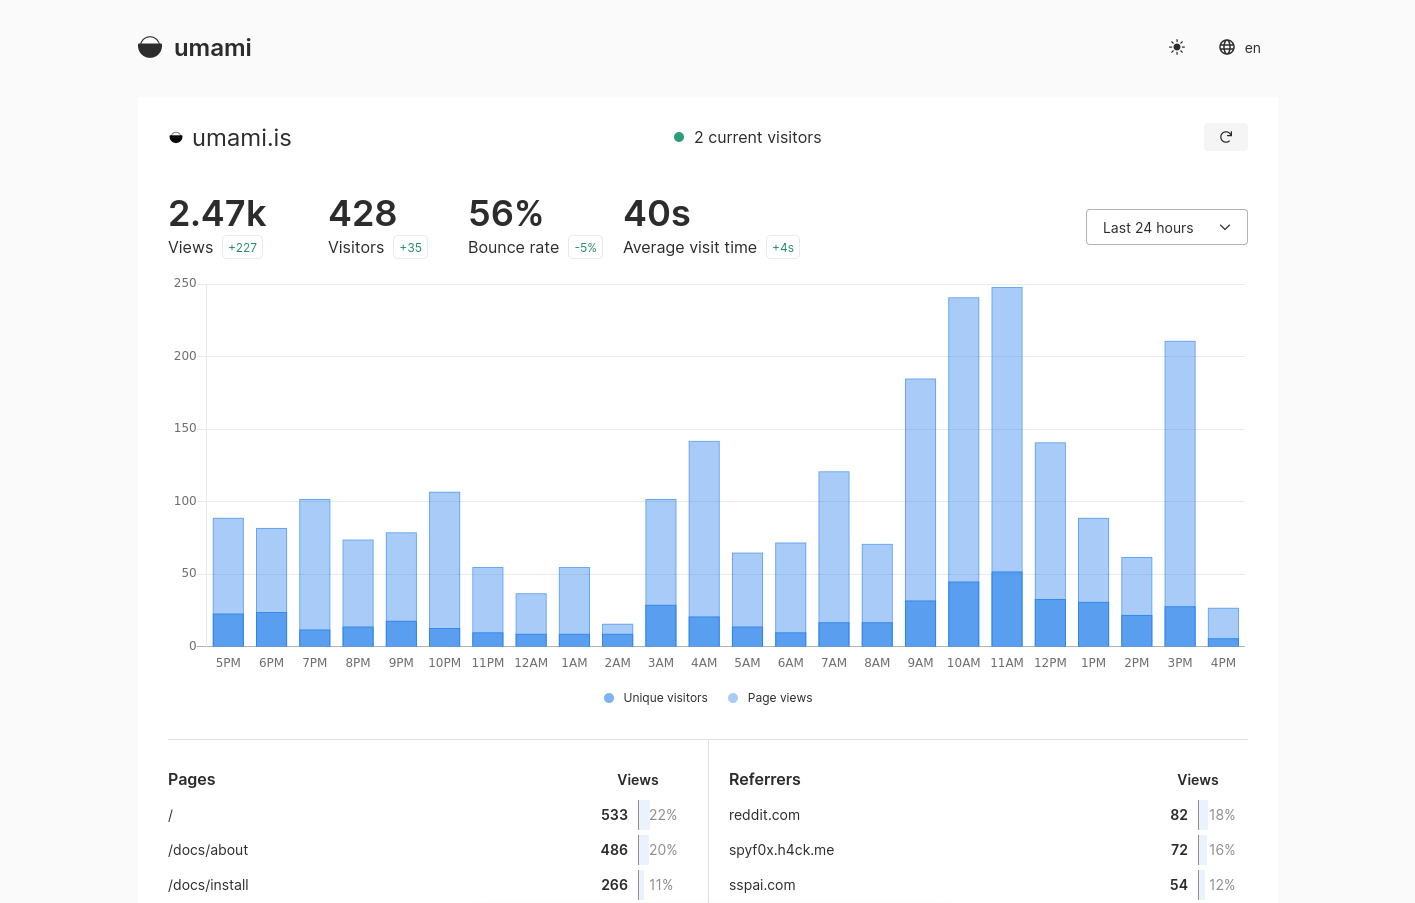 umami
en
umami.is
2 current visitors
2.47k 428 56% 40s
Views +227 Visitors +35 Bounce rate -5% Average visit time +4s
Last 24 hours
250
200
150
100
50
0
5PM 6PM 7PM 8PM 9PM 10PM 11PM 12AM 1AM 2AM 3AM 4AM 5AM 6AM 7AM 8AM 9AM 10AM 11AM 12PM 1PM 2PM 3PM 4PM
Unique visitors Page views
Pages Views
/ 533 22%
/docs/about 486 20%
/docs/install 266 11%
Referrers Views
reddit.com 82 18%
spyf0x.h4ck.me 72 16%
sspai.com 54 12%